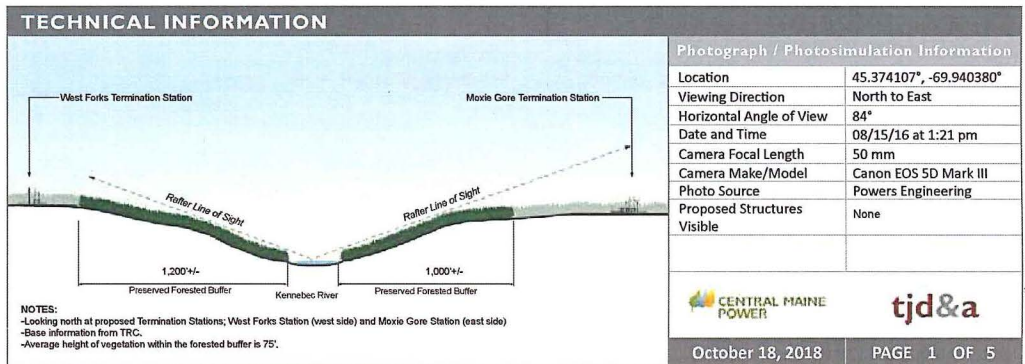 TECHNICAL INFORMATION
West Forks Termination Station
Moxie Gore Termination Station
Rafter Line of Sight
Rafter Line of Sight
1,200'+/-
Preserved Forested Buffer
Kennebec River
1,000'+/-
Preserved Forested Buffer
NOTES:
-Looking north at proposed Termination Stations; West Forks Station (west side) and Moxie Gore Station (east side)
-Base information from TRC.
-Average height of vegetation within the forested buffer is 75'.
Photograph / Photosimulation Information
Location 45.374107°, -69.940380°
Viewing Direction North to East
Horizontal Angle of View 84°
Date and Time 08/15/16 at 1:21 pm
Camera Focal Length 50 mm
Camera Make/Model Canon EOS 5D Mark III
Photo Source Powers Engineering
Proposed Structures None
Visible
CENTRAL MAINE
POWER
tjd&a
October 18, 2018 PAGE 1 OF 5